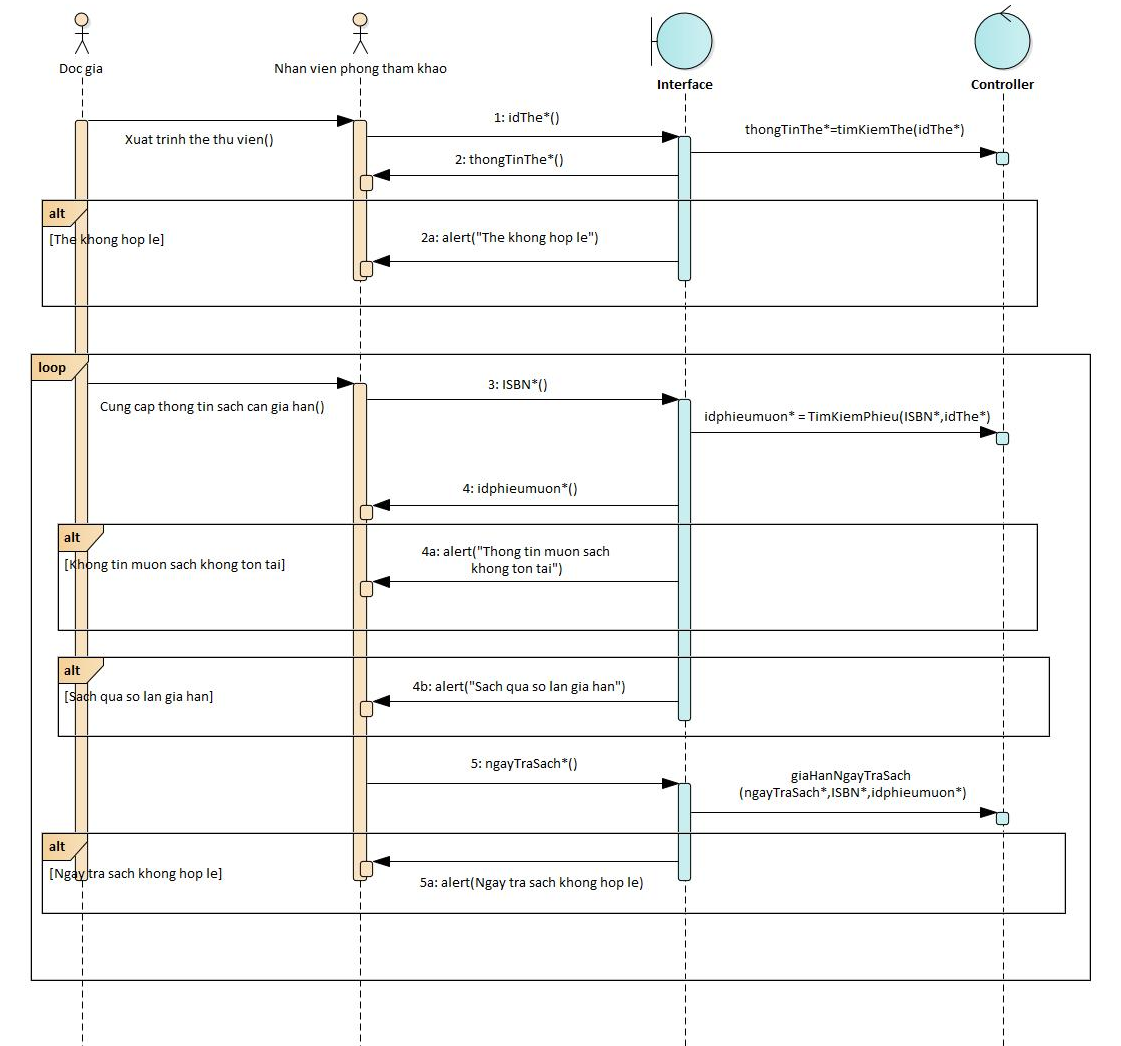 Doc gia
Nhan vien phong tham khao
Interface
Controller
Xuat trinh the thu vien()
1: idThe*()
thongTinThe*=timKiemThe(idThe*)
2: thongTinThe*()
alt
[The khong hop le]
2a: alert("The khong hop le")
loop
Cung cap thong tin sach can gia han()
3: ISBN*()
idphieumuon* = TimKiemPhieu(ISBN*,idThe*)
4: idphieumuon*()
alt
[Khong tin muon sach khong ton tai]
4a: alert("Thong tin muon sach
khong ton tai")
alt
[Sach qua so lan gia han]
4b: alert("Sach qua so lan gia han")
5: ngayTraSach*()
giaHanNgayTraSach
(ngayTraSach*,ISBN*,idphieumuon*)
alt
[Ngay tra sach khong hop le]
5a: alert(Ngay tra sach khong hop le)